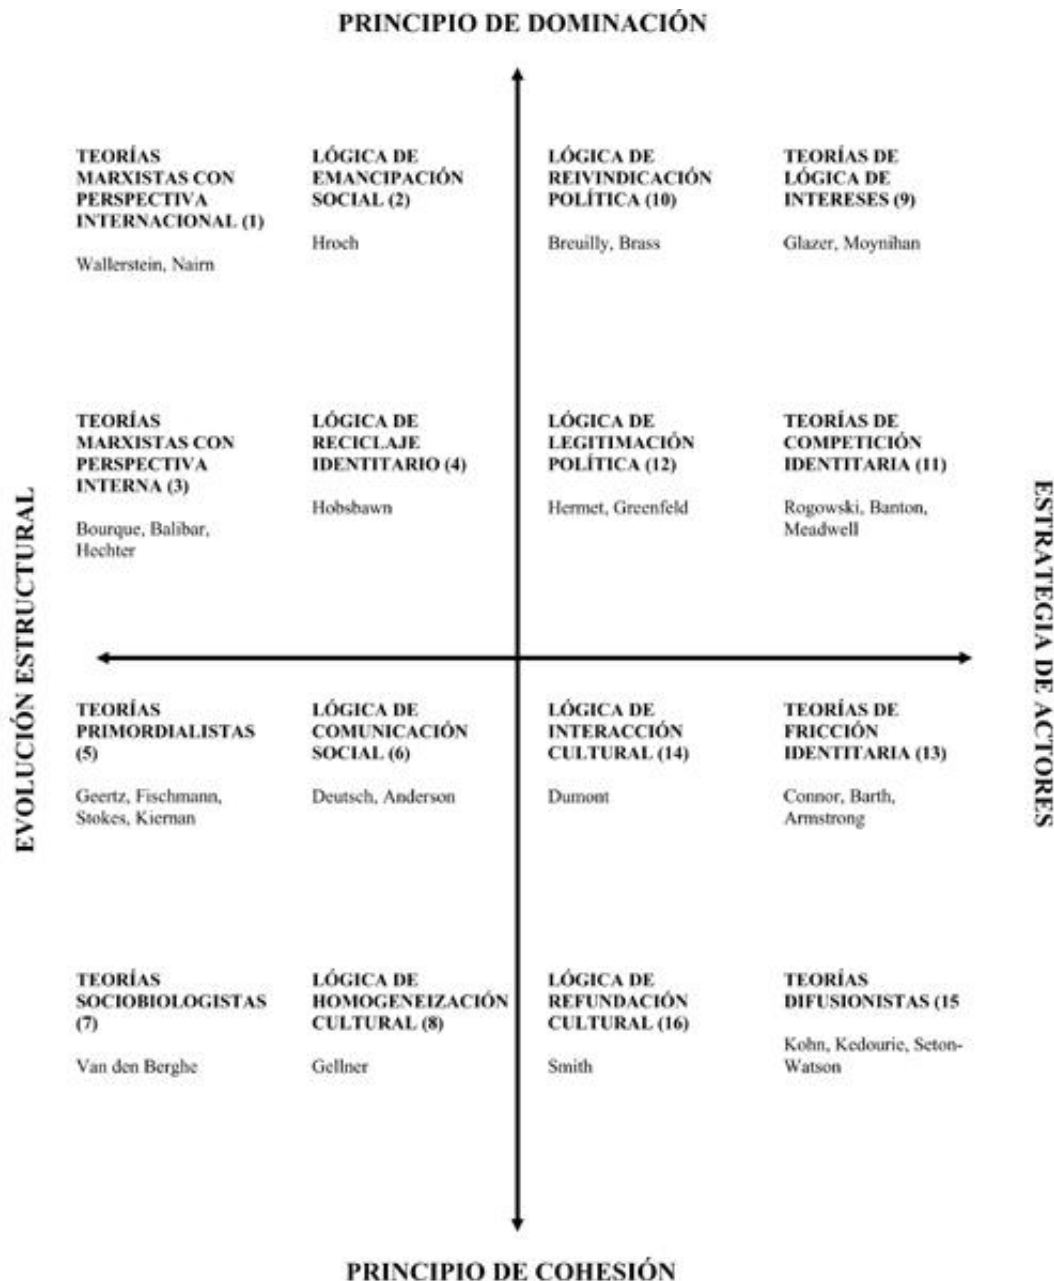 PRINCIPIO DE DOMINACIÓN
TEORÍAS
MARXISTAS CON
PERSPECTIVA
INTERNACIONAL (1)
Wallerstein, Nairn
LÓGICA DE
EMANCIPACIÓN
SOCIAL (2)
Hroch
LÓGICA DE
REIVINDICACIÓN
POLÍTICA (10)
Breuilly, Brass
TEORÍAS DE
LÓGICA DE
INTERESES (9)
Glazer, Moynihan
TEORÍAS
MARXISTAS CON
PERSPECTIVA
INTERNA (3)
Bourque, Balibar,
Hechter
LÓGICA DE
RECICLAJE
IDENTITARIO (4)
Hobsbawn
LÓGICA DE
LEGITIMACIÓN
POLÍTICA (12)
Hermet, Greenfeld
TEORÍAS DE
COMPETICIÓN
IDENTITARIA (11)
Rogowski, Banton,
Meadwell
EVOLUCIÓN ESTRUCTURAL
ESTRATEGIA DE ACTORES
TEORÍAS
PRIMORDIALISTAS
(5)
Geertz, Fischmann,
Stokes, Kiernan
LÓGICA DE
COMUNICACIÓN
SOCIAL (6)
Deutsch, Anderson
LÓGICA DE
INTERACCIÓN
CULTURAL (14)
Dumont
TEORÍAS DE
FRICCIÓN
IDENTITARIA (13)
Connor, Barth,
Armstrong
TEORÍAS
SOCIOBIOLOGISTAS
(7)
Van den Berghe
LÓGICA DE
HOMOGENEIZACIÓN
CULTURAL (8)
Gellner
LÓGICA DE
REFUNDACIÓN
CULTURAL (16)
Smith
TEORÍAS
DIFUSIONISTAS (15
Kohn, Kedourie, Seton-
Watson
PRINCIPIO DE COHESIÓN